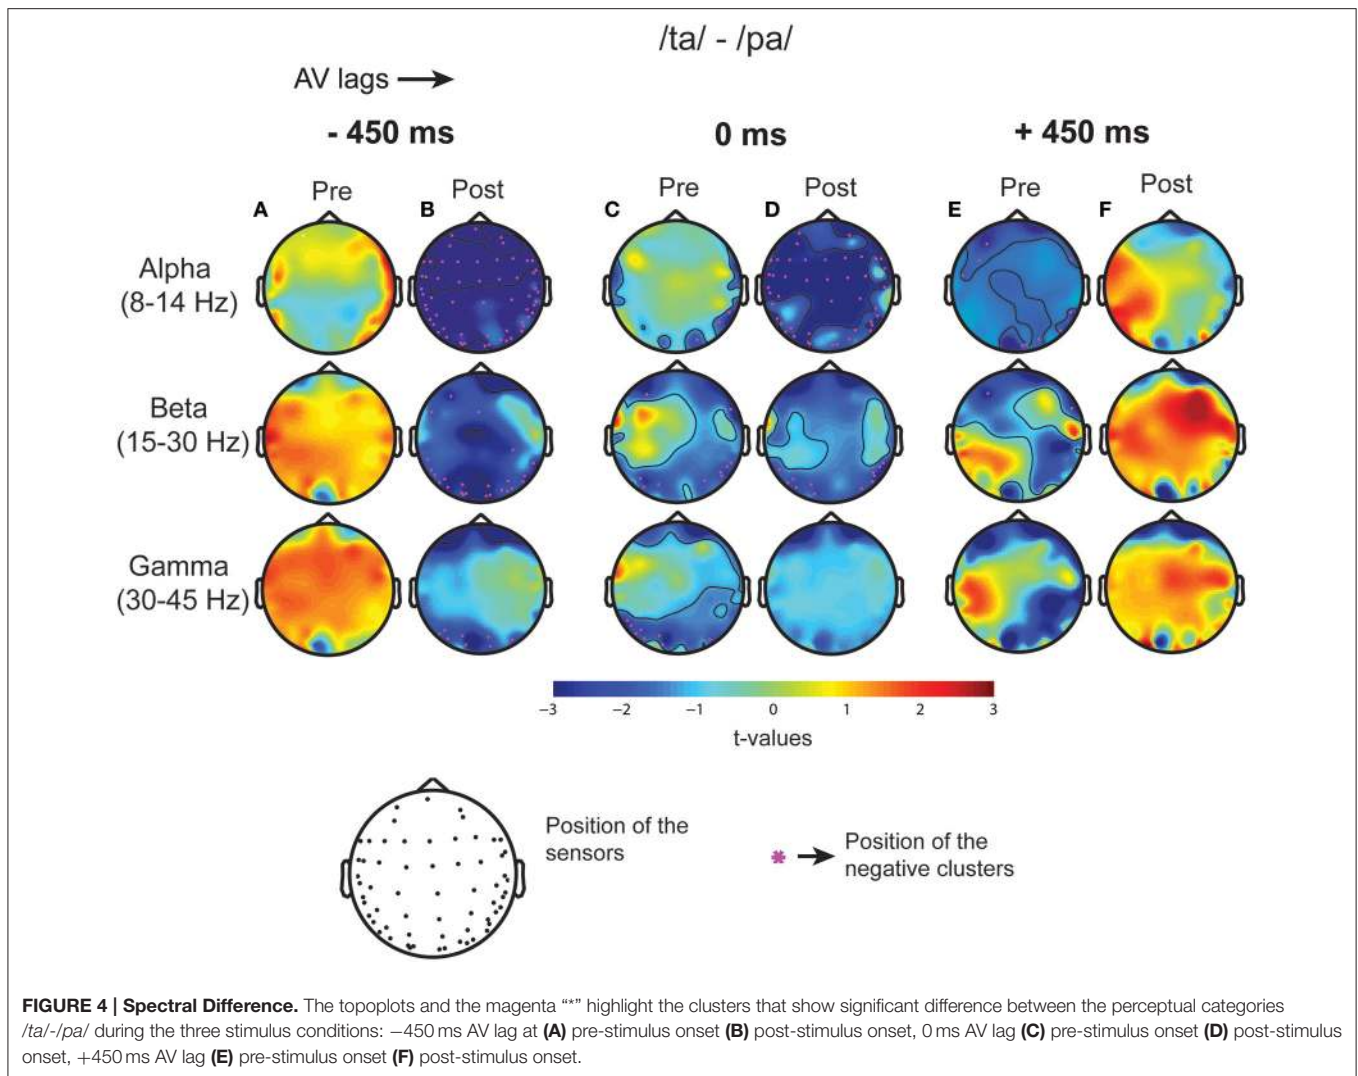 /ta/ - /pa/
AV lags
- 450 ms
0 ms
+ 450 ms
Pre
Post
Pre
Post
Pre
Post
A
B
C
D
E
F
Alpha
(8-14 Hz)
Beta
(15-30 Hz)
Gamma
(30-45 Hz)
−3
−2
−1
0
1
2
3
t-values
Position of the
sensors
* 
Position of the
negative clusters
FIGURE 4 | Spectral Difference. The topoplots and the magenta “*” highlight the clusters that show significant difference between the perceptual categories
/ta/-/pa/ during the three stimulus conditions: −450 ms AV lag at (A) pre-stimulus onset (B) post-stimulus onset, 0 ms AV lag (C) pre-stimulus onset (D) post-stimulus
onset, +450 ms AV lag (E) pre-stimulus onset (F) post-stimulus onset.